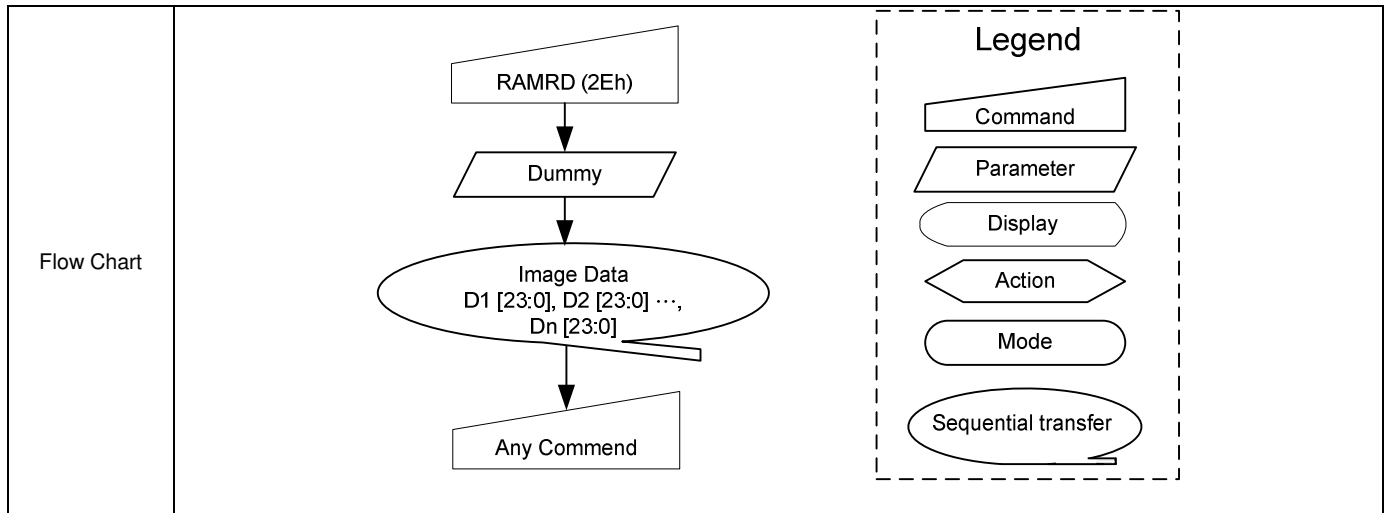 Flow Chart
RAMRD (2Eh)
Dummy
Image Data
D1 [23:0], D2 [23:0] ⋯,
Dn [23:0]
Any Commend
Legend
Command
Parameter
Display
Action
Mode
Sequential transfer